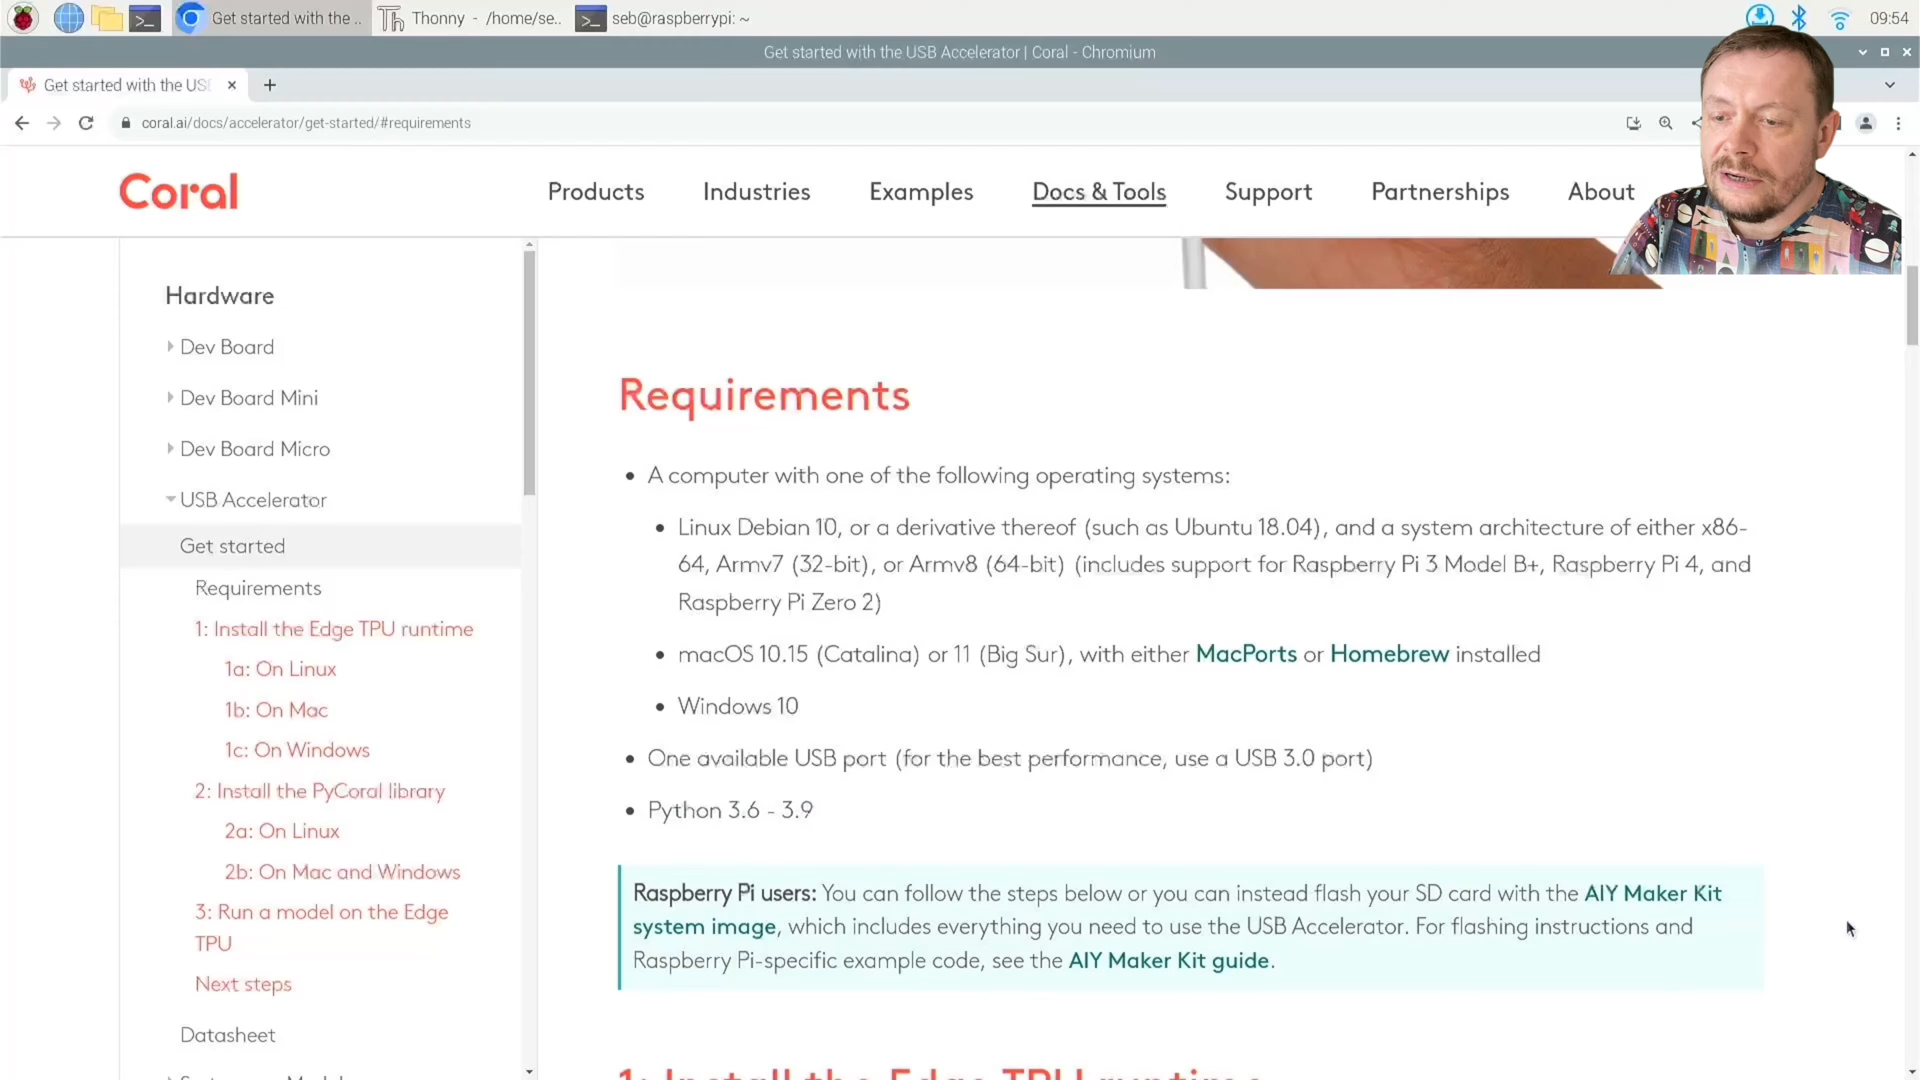 Get started with the ..
Thonny - /home/se..
seb@raspberrypi: ~
09:54
Get started with the USB Accelerator | Coral - Chromium
Get started with the US
coral.ai/docs/accelerator/get-started/#requirements
Coral
Products
Industries
Examples
Docs & Tools
Support
Partnerships
About
Hardware
Dev Board
Dev Board Mini
Dev Board Micro
USB Accelerator
Get started
Requirements
1: Install the Edge TPU runtime
1a: On Linux
1b: On Mac
1c: On Windows
2: Install the PyCoral library
2a: On Linux
2b: On Mac and Windows
3: Run a model on the Edge
TPU
Next steps
Datasheet
Requirements
• A computer with one of the following operating systems:
• Linux Debian 10, or a derivative thereof (such as Ubuntu 18.04), and a system architecture of either x86-
64, Armv7 (32-bit), or Armv8 (64-bit) (includes support for Raspberry Pi 3 Model B+, Raspberry Pi 4, and
Raspberry Pi Zero 2)
• macOS 10.15 (Catalina) or 11 (Big Sur), with either MacPorts or Homebrew installed
• Windows 10
• One available USB port (for the best performance, use a USB 3.0 port)
• Python 3.6 - 3.9
Raspberry Pi users: You can follow the steps below or you can instead flash your SD card with the AIY Maker Kit
system image, which includes everything you need to use the USB Accelerator. For flashing instructions and
Raspberry Pi-specific example code, see the AIY Maker Kit guide.
1: Install the Edge TPU runtime